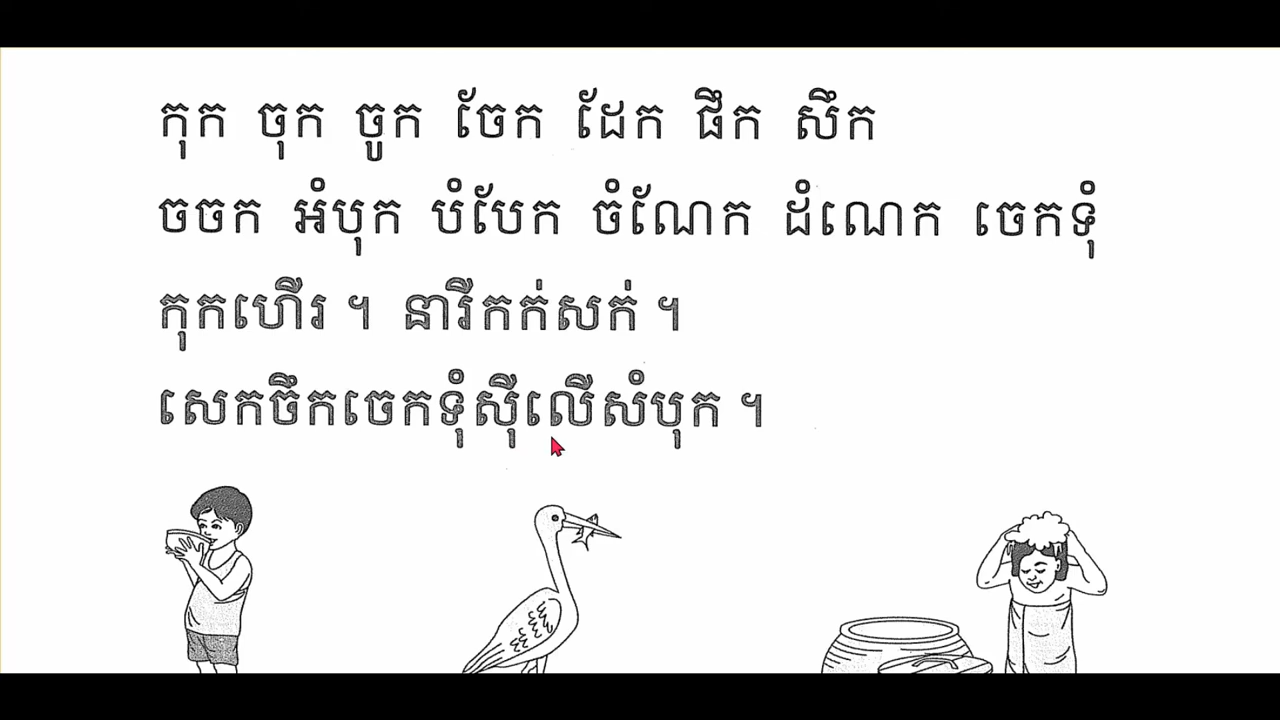 កុក ចុក ចូក ចែក ដែក ផឹក សឹក
ចចក អំបុក បំបែក ចំណែក ដំណេក ចេកទុំ
កុកហើរ ។ នារីកក់សក់ ។
សេកចឹកចេកទុំស៊ីលើសំបុក ។